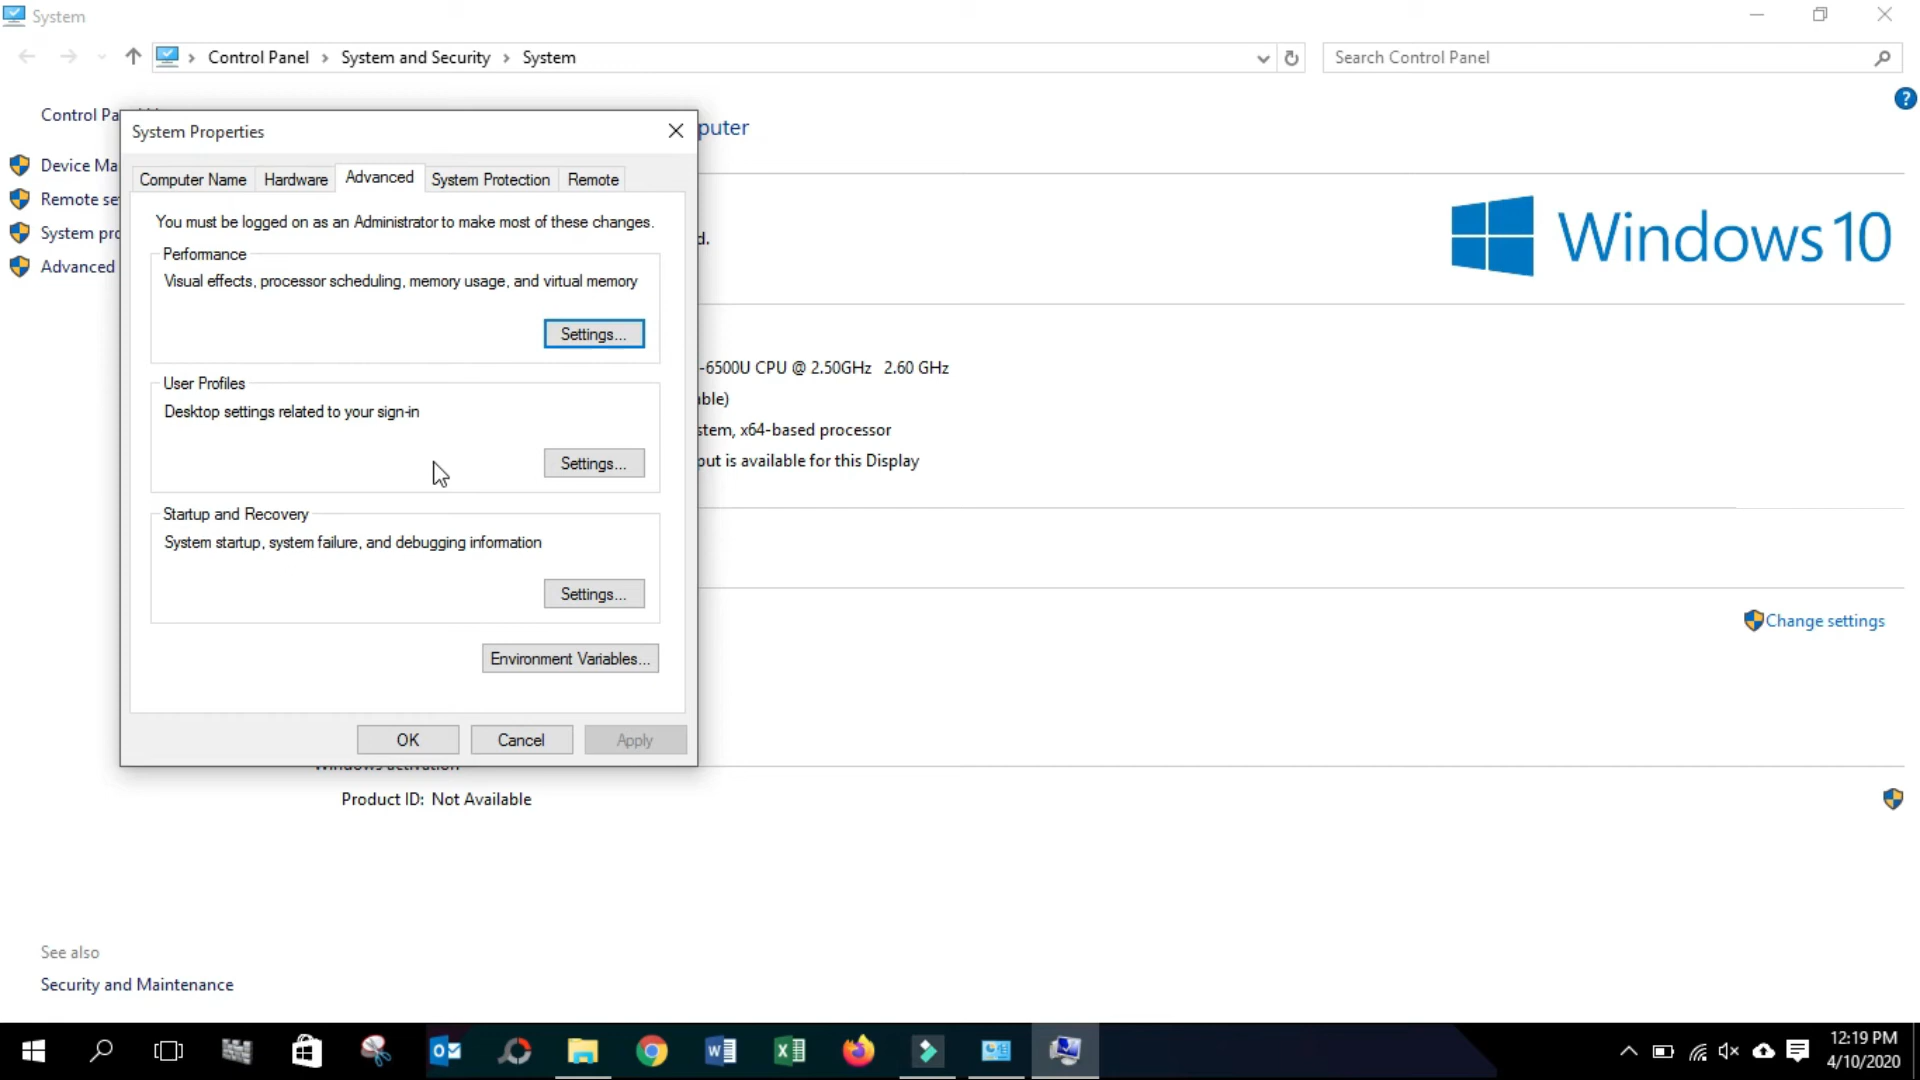 System
Control Panel > System and Security > System
Search Control Panel
?
Control Pa
Device Ma
Remote se
System pro
Advanced
puter
d.
-6500U CPU @ 2.50GHz 2.60 GHz
stem, x64-based processor
put is available for this Display
Windows 10
Change settings
System Properties
Computer Name Hardware Advanced System Protection Remote
You must be logged on as an Administrator to make most of these changes.
Performance
Visual effects, processor scheduling, memory usage, and virtual memory
Settings...
User Profiles
Desktop settings related to your sign-in
Settings...
Startup and Recovery
System startup, system failure, and debugging information
Settings...
Environment Variables...
OK Cancel Apply
Product ID: Not Available
See also
Security and Maintenance
12:19 PM
4/10/2020